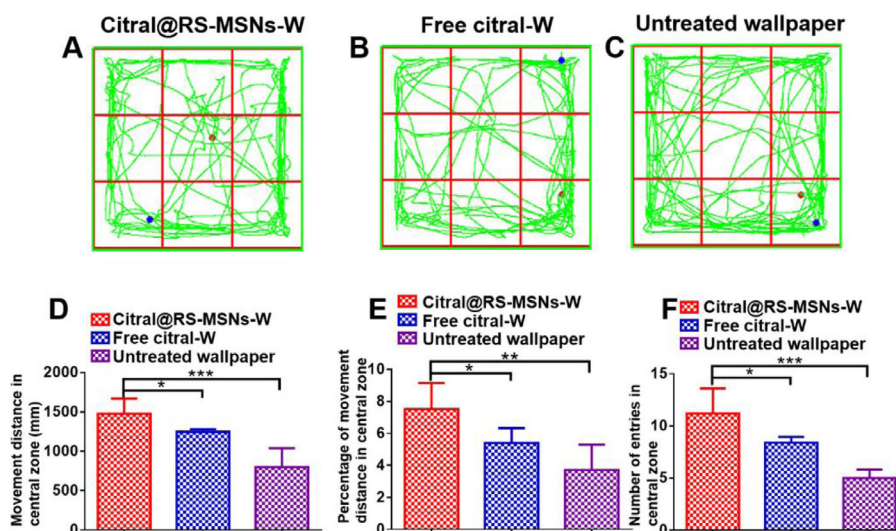 Citral@RS-MSNs-W
Free citral-W
Untreated wallpaper
A
B
C
D
Citral@RS-MSNs-W
Free citral-W
Untreated wallpaper
Movement distance in
central zone (mm)
2000
1500
1000
500
0
***
*
E
Citral@RS-MSNs-W
Free citral-W
Untreated wallpaper
Percentage of movement
distance in central zone
10
8
6
4
2
0
**
*
F
Citral@RS-MSNs-W
Free citral-W
Untreated wallpaper
Number of entries in
central zone
15
10
5
0
***
*